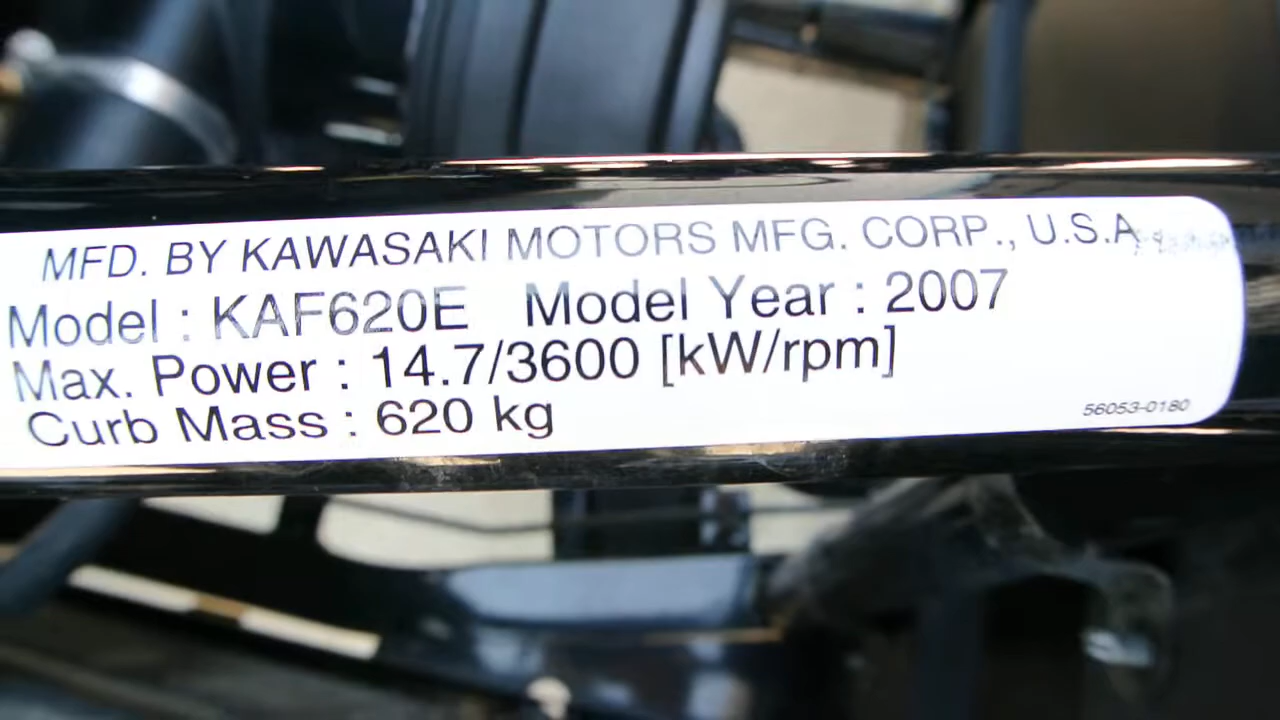 MFD. BY KAWASAKI MOTORS MFG. CORP., U.S.A.
Model : KAF620E Model Year : 2007
Max. Power : 14.7/3600 [kW/rpm]
Curb Mass : 620 kg
56053-0180